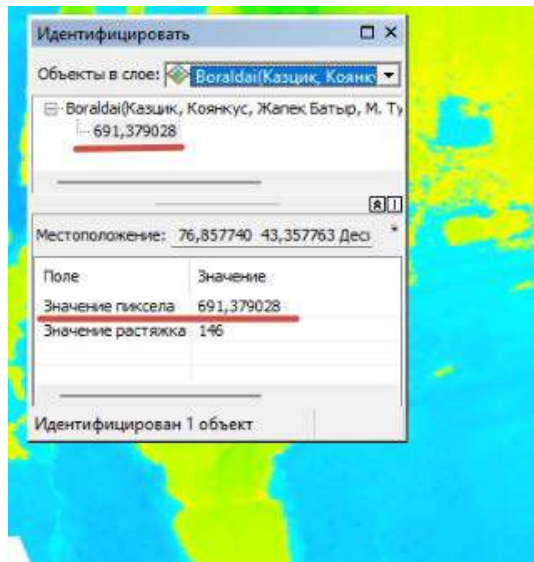 Идентифицировать
Объекты в слое: Boraldai(Казцик, Коянк
Boraldai(Казцик, Коянкус, Жапек Батыр, М. Ту
691,379028
Местоположение: 76,857740 43,357763 Деся
Поле Значение
Значение пиксела 691,379028
Значение растяжка 146
Идентифицирован 1 объект